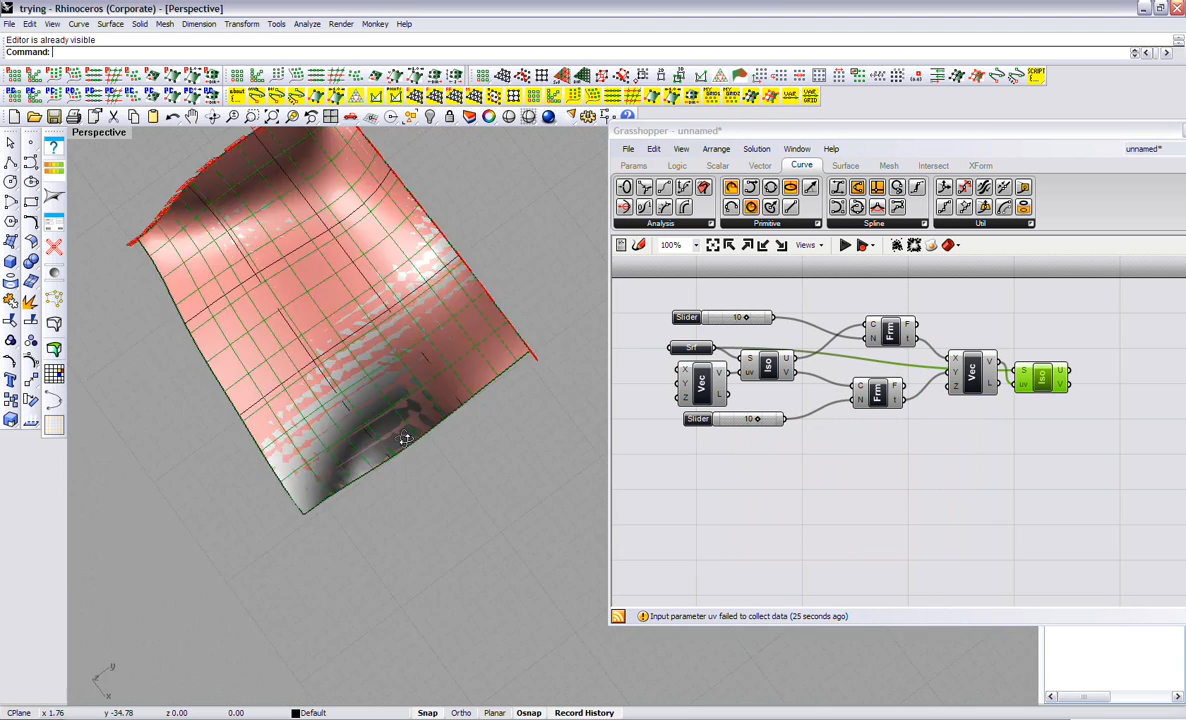 trying - Rhinoceros (Corporate) - [Perspective]
File Edit View Curve Surface Solid Mesh Dimension Transform Tools Analyze Render Monkey Help
Editor is already visible
Command:
SCRIPT
Perspective
Grasshopper - unnamed*
File Edit View Arrange Solution Window Help unnamed*
Params Logic Scalar Vector Curve Surface Mesh Intersect XForm
Analysis Primitive Spline Util
100% Views
Slider 10
C N Frm F t
Srf
S uv Iso U V
X Y Z Vec V L
X Y Z Vec V L
S uv Iso U V
C N Frm F t
Slider 10
Input parameter uv failed to collect data (25 seconds ago)
y
x
CPlane x 1.76 y -34.78 z 0.00 0.00 Default Snap Ortho Planar Osnap Record History